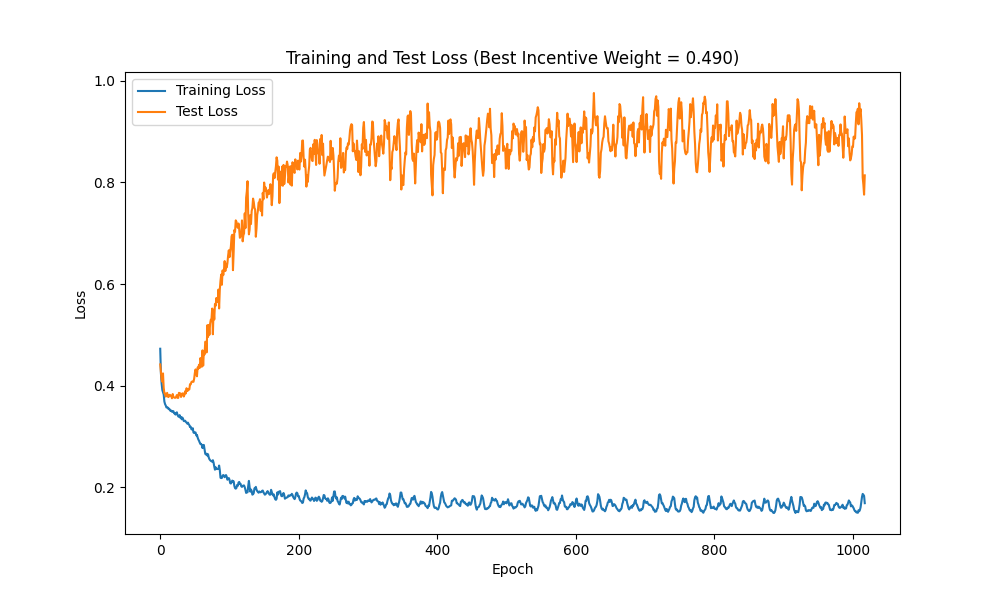 Training and Test Loss (Best Incentive Weight = 0.490)
Training Loss
Test Loss
Loss
1.0
0.8
0.6
0.4
0.2
0 200 400 600 800 1000
Epoch